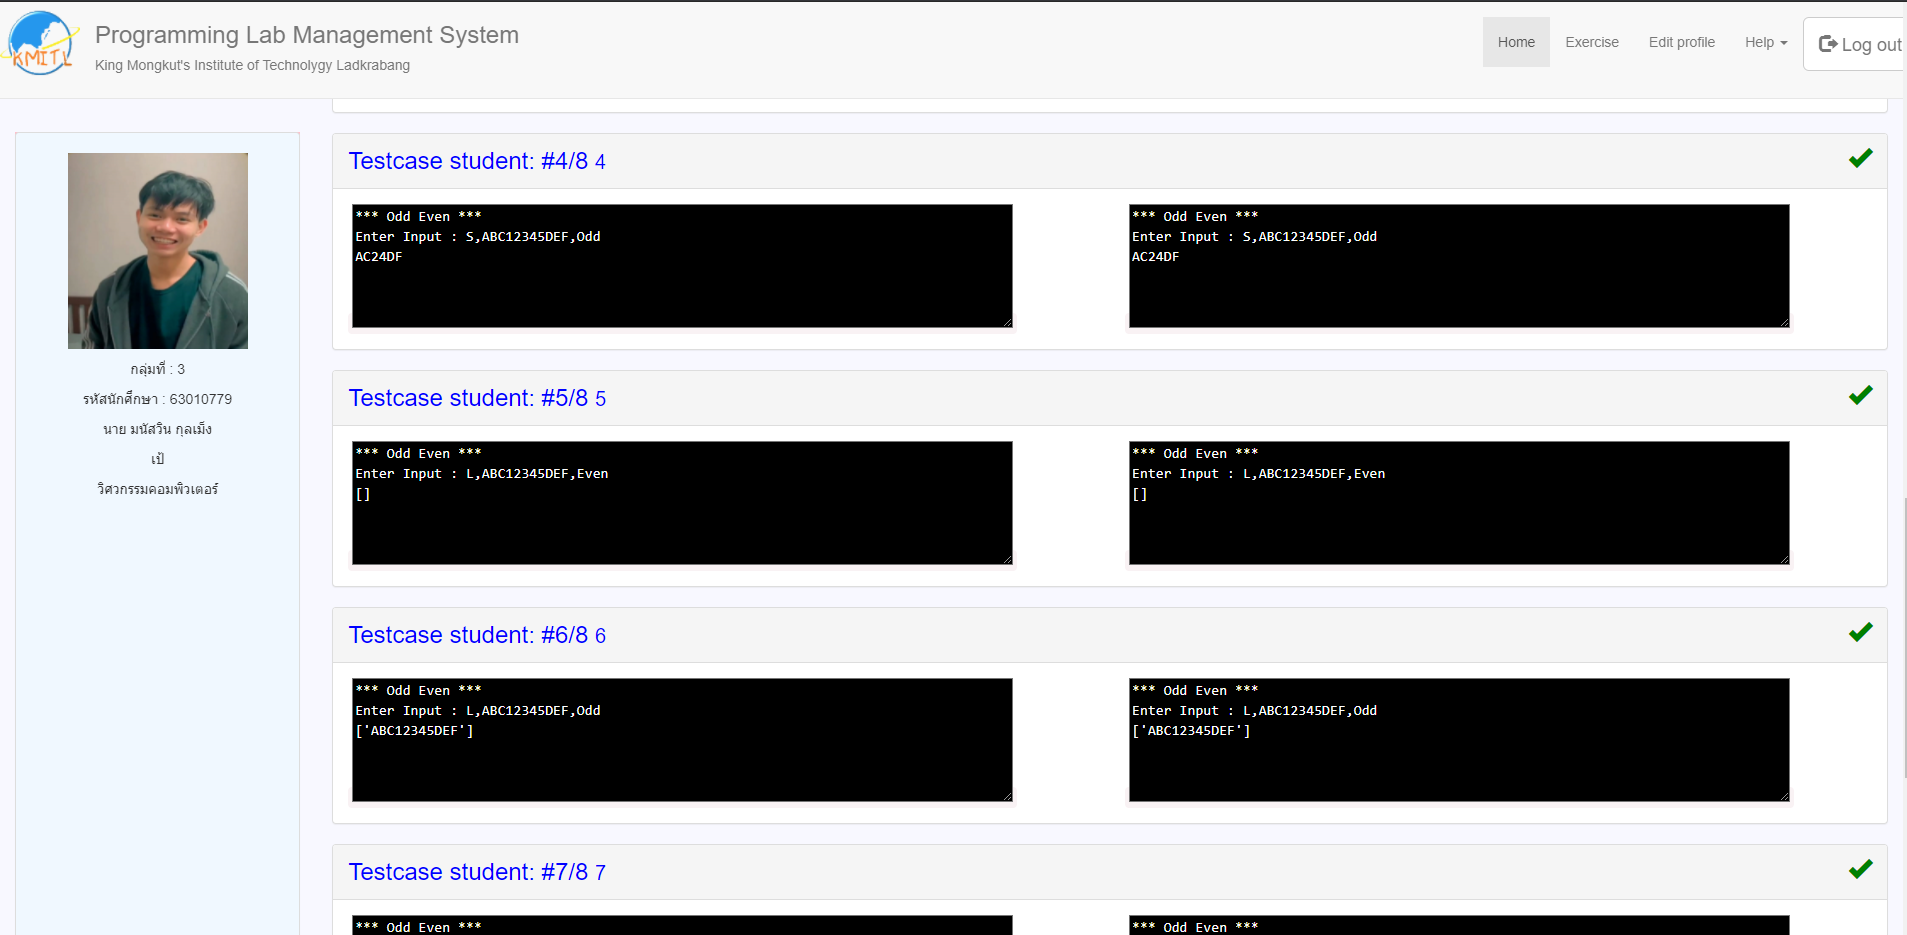 KMITL
Programming Lab Management System
King Mongkut's Institute of Technolygy Ladkrabang
Home
Exercise
Edit profile
Help
Log out
กลุ่มที่ : 3
รหัสนักศึกษา : 63010779
นาย มนัสวิน กุลเม็ง
เป้
วิศวกรรมคอมพิวเตอร์
Testcase student: #4/8 4
*** Odd Even ***
Enter Input : S,ABC12345DEF,Odd
AC24DF
*** Odd Even ***
Enter Input : S,ABC12345DEF,Odd
AC24DF
Testcase student: #5/8 5
*** Odd Even ***
Enter Input : L,ABC12345DEF,Even
[]
*** Odd Even ***
Enter Input : L,ABC12345DEF,Even
[]
Testcase student: #6/8 6
*** Odd Even ***
Enter Input : L,ABC12345DEF,Odd
['ABC12345DEF']
*** Odd Even ***
Enter Input : L,ABC12345DEF,Odd
['ABC12345DEF']
Testcase student: #7/8 7
*** Odd Even ***
*** Odd Even ***